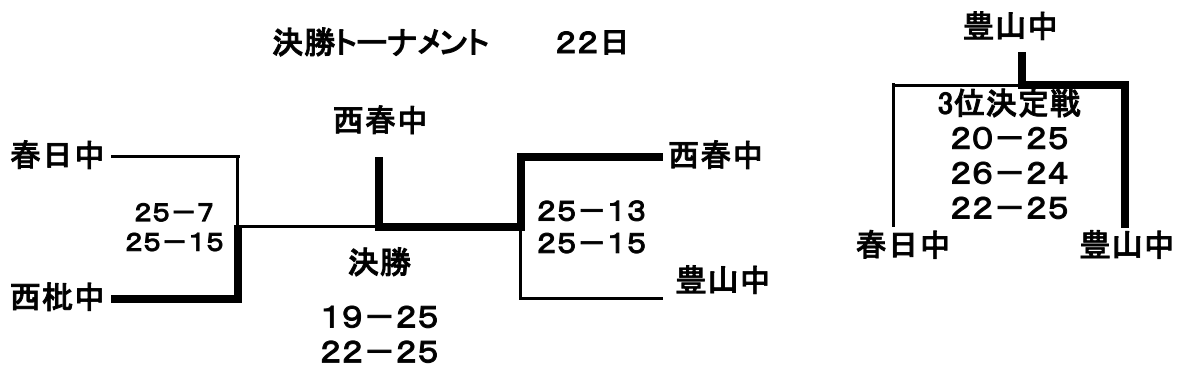 決勝トーナメント　　22日
西春中
春日中
25－7
25－15
西枇中
決勝
19－25
22－25
西春中
25－13
25－15
豊山中
豊山中
3位決定戦
20－25
26－24
22－25
春日中
豊山中